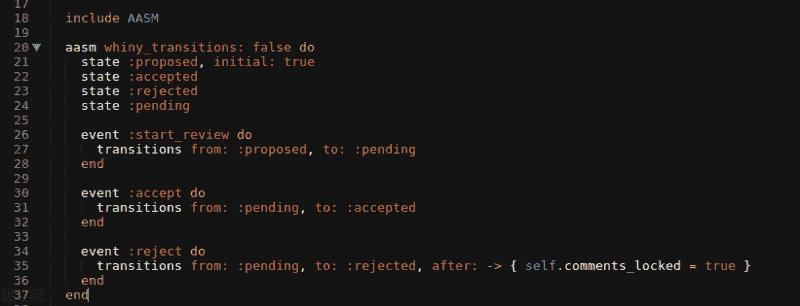 17
18 include AASM
19
20 aasm whiny_transitions: false do
21 state :proposed, initial: true
22 state :accepted
23 state :rejected
24 state :pending
25
26 event :start_review do
27 transitions from: :proposed, to: :pending
28 end
29
30 event :accept do
31 transitions from: :pending, to: :accepted
32 end
33
34 event :reject do
35 transitions from: :pending, to: :rejected, after: -> { self.comments_locked = true }
36 end
37 end